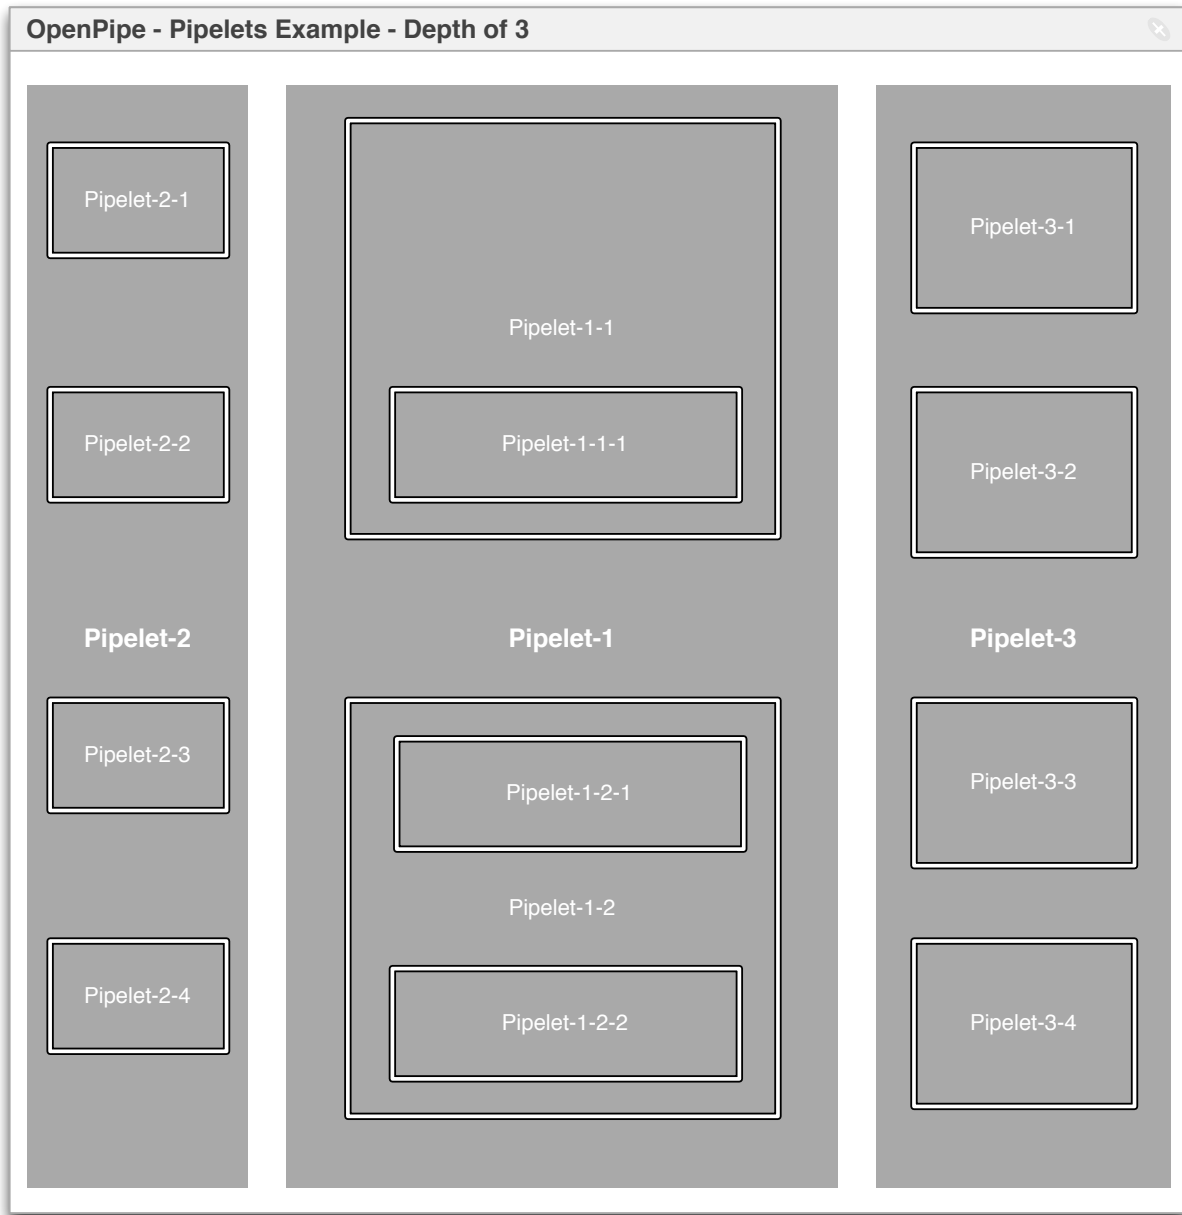 OpenPipe - Pipelets Example - Depth of 3
Pipelet-2-1
Pipelet-2-2
Pipelet-2
Pipelet-2-3
Pipelet-2-4
Pipelet-1-1
Pipelet-1-1-1
Pipelet-1
Pipelet-1-2-1
Pipelet-1-2
Pipelet-1-2-2
Pipelet-3-1
Pipelet-3-2
Pipelet-3
Pipelet-3-3
Pipelet-3-4